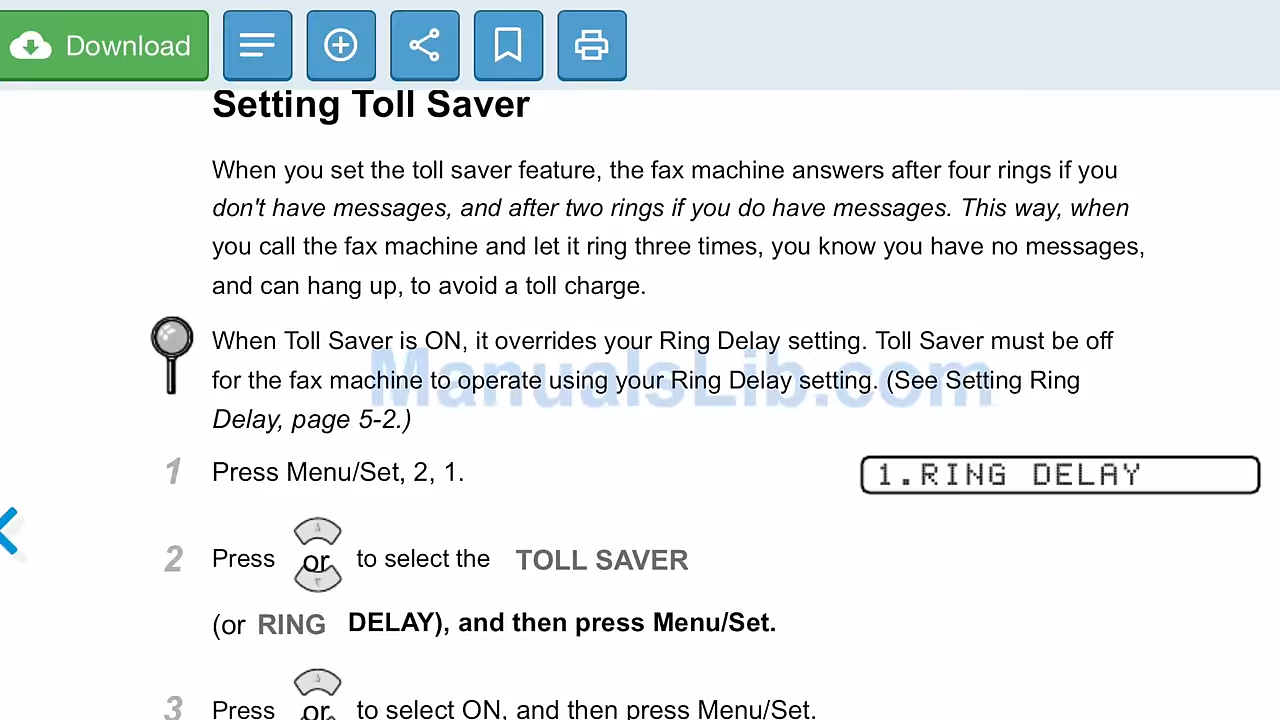 Download
Setting Toll Saver
When you set the toll saver feature, the fax machine answers after four rings if you
don't have messages, and after two rings if you do have messages. This way, when
you call the fax machine and let it ring three times, you know you have no messages,
and can hang up, to avoid a toll charge.
When Toll Saver is ON, it overrides your Ring Delay setting. Toll Saver must be off
for the fax machine to operate using your Ring Delay setting. (See Setting Ring
Delay, page 5-2.)
ManualsLib.com
1 Press Menu/Set, 2, 1.
1.RING DELAY
2 Press or to select the TOLL SAVER
(or RING DELAY), and then press Menu/Set.
3 Press or to select ON, and then press Menu/Set.